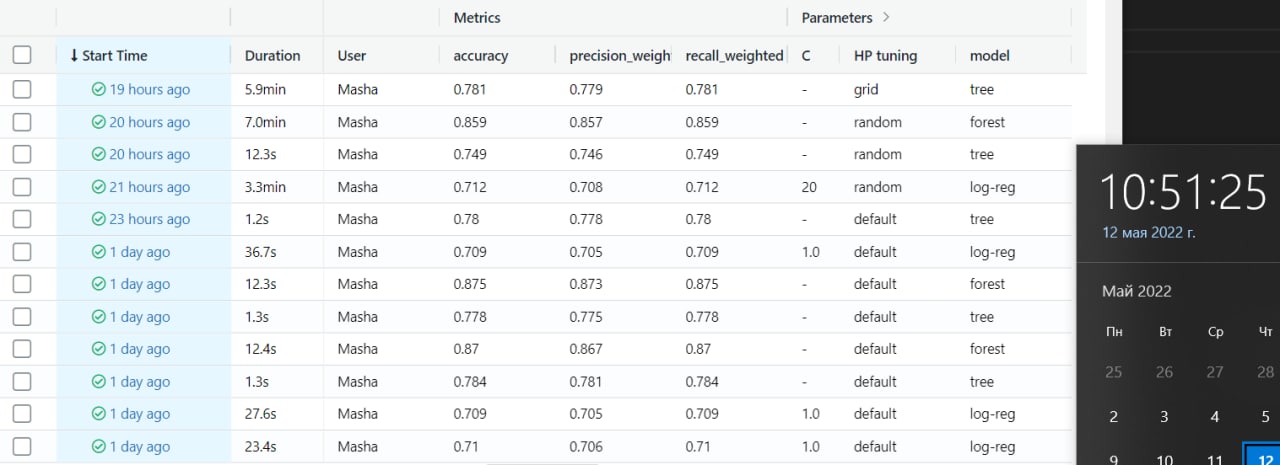 Metrics Parameters >
↓ Start Time Duration User accuracy precision_weigh recall_weighted C HP tuning model
19 hours ago 5.9min Masha 0.781 0.779 0.781 - grid tree
20 hours ago 7.0min Masha 0.859 0.857 0.859 - random forest
20 hours ago 12.3s Masha 0.749 0.746 0.749 - random tree
21 hours ago 3.3min Masha 0.712 0.708 0.712 20 random log-reg
23 hours ago 1.2s Masha 0.78 0.778 0.78 - default tree
1 day ago 36.7s Masha 0.709 0.705 0.709 1.0 default log-reg
1 day ago 12.3s Masha 0.875 0.873 0.875 - default forest
1 day ago 1.3s Masha 0.778 0.775 0.778 - default tree
1 day ago 12.4s Masha 0.87 0.867 0.87 - default forest
1 day ago 1.3s Masha 0.784 0.781 0.784 - default tree
1 day ago 27.6s Masha 0.709 0.705 0.709 1.0 default log-reg
1 day ago 23.4s Masha 0.71 0.706 0.71 1.0 default log-reg
10:51:25
12 мая 2022 г.
Май 2022
Пн Вт Ср Чт
25 26 27 28
2 3 4 5
9 10 11 12